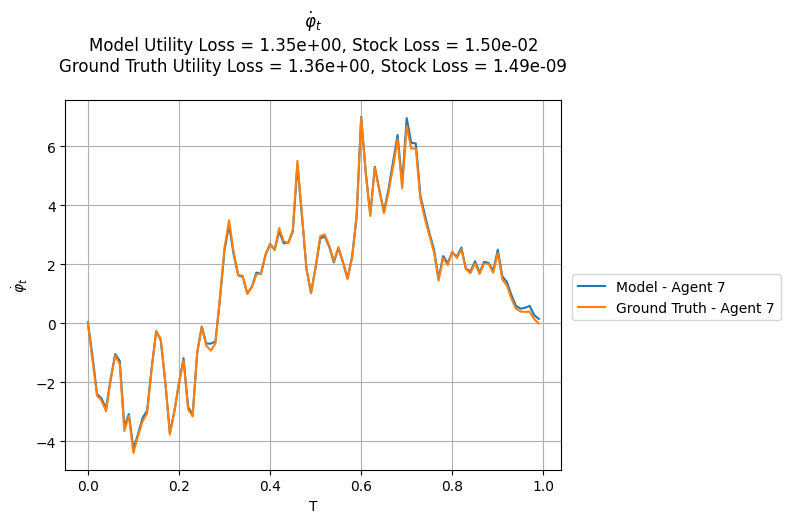 φ̇ₜ
Model Utility Loss = 1.35e+00, Stock Loss = 1.50e-02
Ground Truth Utility Loss = 1.36e+00, Stock Loss = 1.49e-09
6
4
2
0
−2
−4
φ̇ₜ
0.0
0.2
0.4
0.6
0.8
1.0
T
Model - Agent 7
Ground Truth - Agent 7